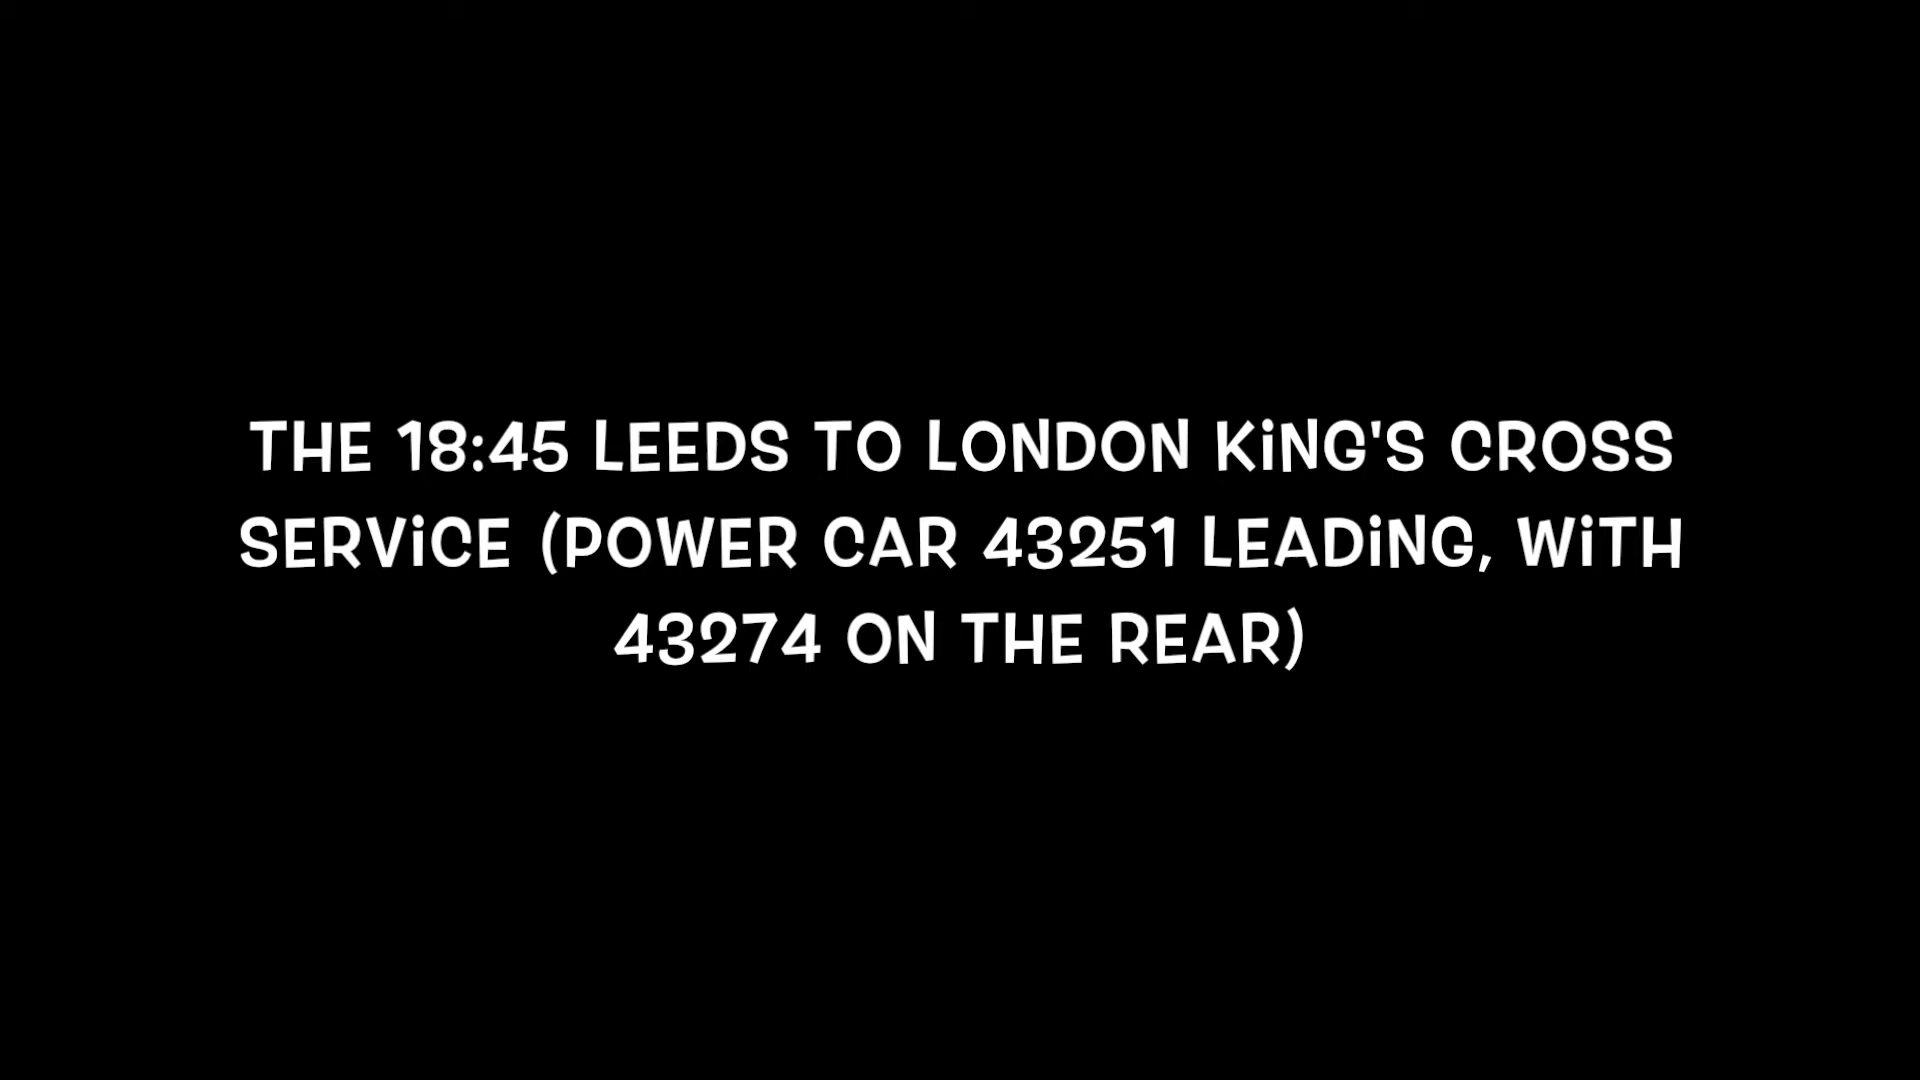 THE 18:45 LEEDS TO LONDON KiNG'S CROSS
SERViCE (POWER CAR 43251 LEADiNG, WiTH
43274 ON THE REAR)